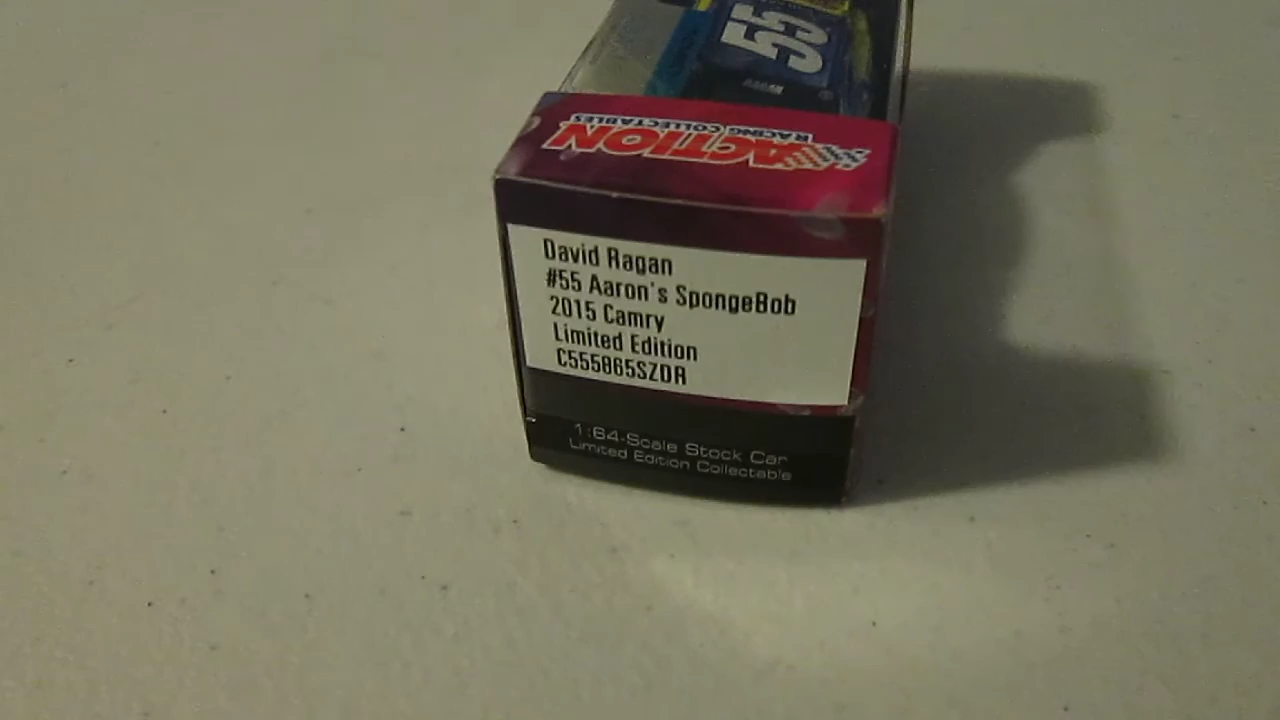 55
ACTION
RACING COLLECTABLES
David Ragan
#55 Aaron's SpongeBob
2015 Camry
Limited Edition
C555865SZDR
1:64-Scale Stock Car
Limited Edition Collectable